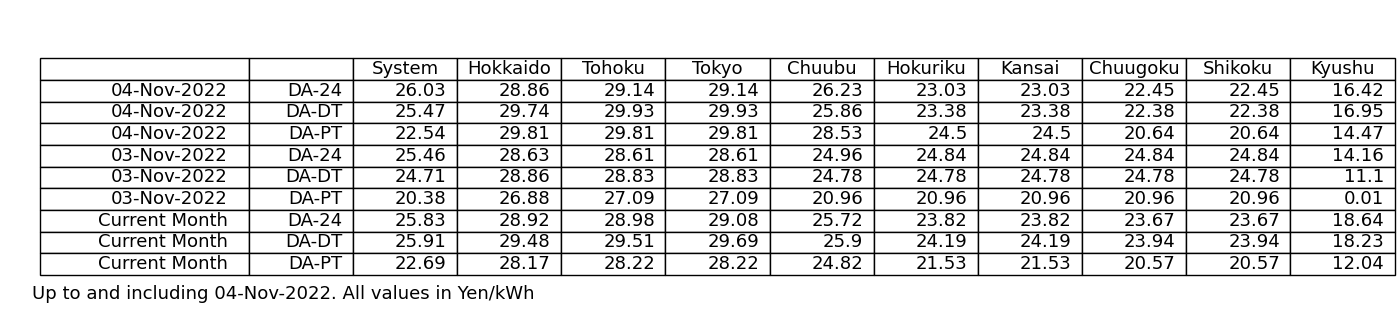 System Hokkaido Tohoku Tokyo Chuubu Hokuriku Kansai Chuugoku Shikoku Kyushu
04-Nov-2022 DA-24 26.03 28.86 29.14 29.14 26.23 23.03 23.03 22.45 22.45 16.42
04-Nov-2022 DA-DT 25.47 29.74 29.93 29.93 25.86 23.38 23.38 22.38 22.38 16.95
04-Nov-2022 DA-PT 22.54 29.81 29.81 29.81 28.53 24.5 24.5 20.64 20.64 14.47
03-Nov-2022 DA-24 25.46 28.63 28.61 28.61 24.96 24.84 24.84 24.84 24.84 14.16
03-Nov-2022 DA-DT 24.71 28.86 28.83 28.83 24.78 24.78 24.78 24.78 24.78 11.1
03-Nov-2022 DA-PT 20.38 26.88 27.09 27.09 20.96 20.96 20.96 20.96 20.96 0.01
Current Month DA-24 25.83 28.92 28.98 29.08 25.72 23.82 23.82 23.67 23.67 18.64
Current Month DA-DT 25.91 29.48 29.51 29.69 25.9 24.19 24.19 23.94 23.94 18.23
Current Month DA-PT 22.69 28.17 28.22 28.22 24.82 21.53 21.53 20.57 20.57 12.04
Up to and including 04-Nov-2022. All values in Yen/kWh